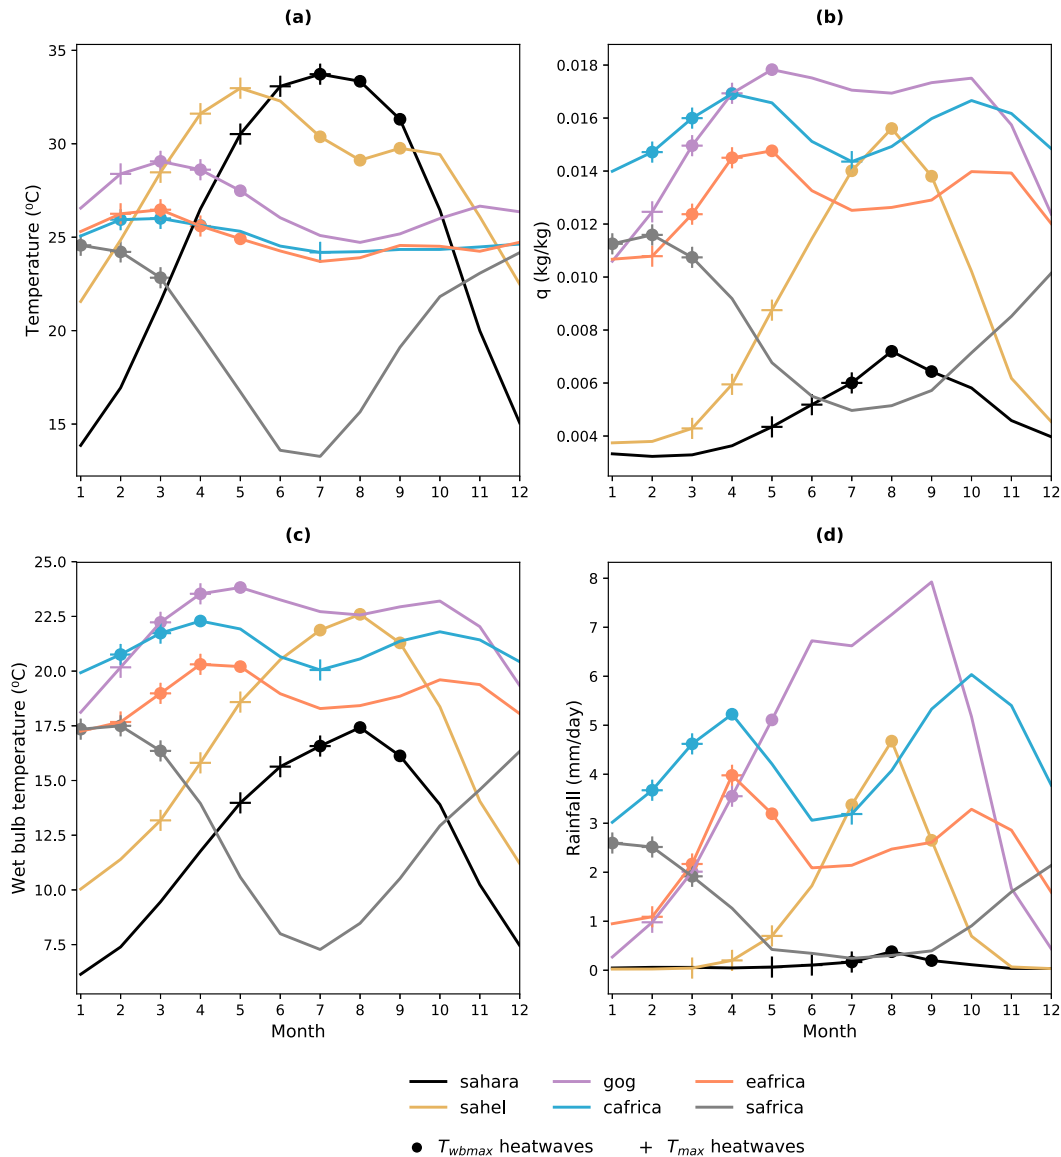 (a)
35
30
25
20
15
Temperature (⁰C)
1 2 3 4 5 6 7 8 9 10 11 12
(b)
0.018
0.016
0.014
0.012
0.010
0.008
0.006
0.004
q (kg/kg)
1 2 3 4 5 6 7 8 9 10 11 12
(c)
25.0
22.5
20.0
17.5
15.0
12.5
10.0
7.5
Wet bulb temperature (⁰C)
1 2 3 4 5 6 7 8 9 10 11 12
Month
(d)
8
7
6
5
4
3
2
1
0
Rainfall (mm/day)
1 2 3 4 5 6 7 8 9 10 11 12
Month
sahara gog eafrica
sahel cafrica safrica
T_wbmax heatwaves T_max heatwaves